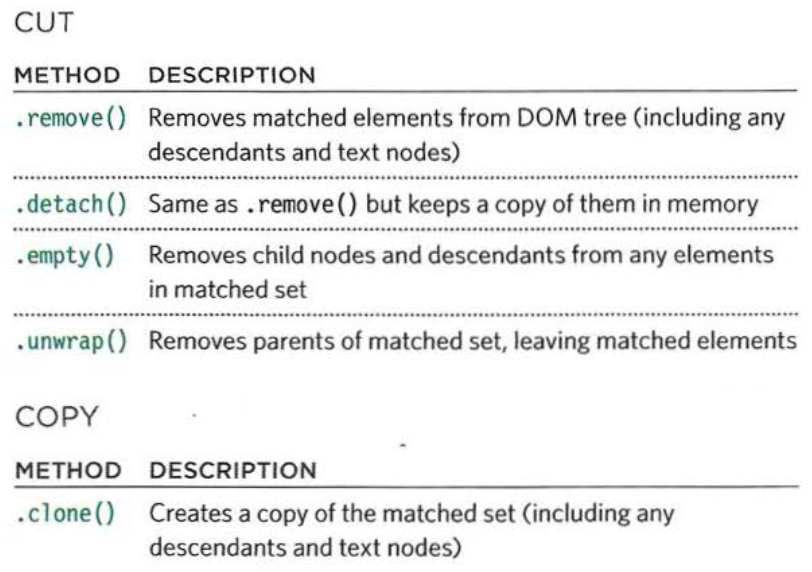 CUT
METHOD DESCRIPTION
.remove() Removes matched elements from DOM tree (including any
descendants and text nodes)
.detach() Same as .remove() but keeps a copy of them in memory
.empty() Removes child nodes and descendants from any elements
in matched set
.unwrap() Removes parents of matched set, leaving matched elements
COPY
METHOD DESCRIPTION
.clone() Creates a copy of the matched set (including any
descendants and text nodes)